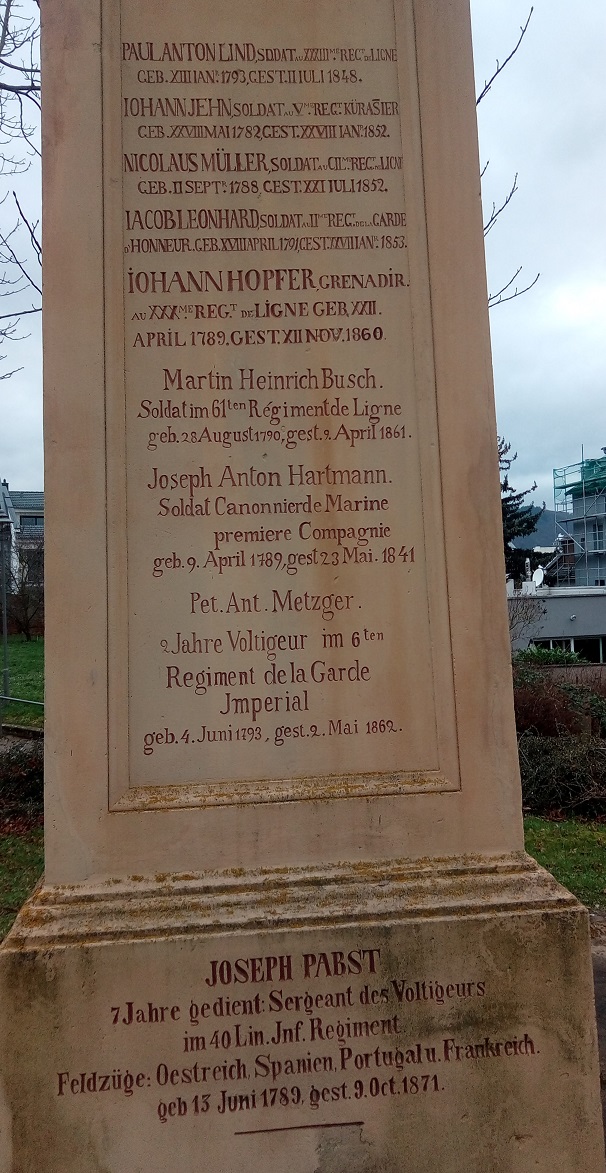 PAUL ANTON LIND, SOLDAT AU XXXIII.ME REG.T DE LIGNE
GEB. XIII IAN.R 1793, GEST. II IULI 1848.
IOHANN JEHN, SOLDAT AU V.ME REG.T KÜRAẞIER
GEB. XXVIII MAI 1782, GEST. XXVIII IAN.R 1852.
NICOLAUS MÜLLER, SOLDAT AU CII.ME REG.T DE LIGNE
GEB. II SEPT.R 1788, GEST. XXI IULI 1852.
IACOB LEONHARD SOLDAT AU II.ME REG.T DE LA GARDE
D'HONNEUR. GEB. XVIII APRIL 1791, GEST. IAN.R 1853.
IOHANN HOPFER, GRENADIR.
AU XXX.ME REG.T DE LIGNE GEB. XXII.
APRIL 1789. GEST. XII NOV. 1860.
Martin Heinrich Busch.
Soldat im 61ten Régiment de Ligne
geb. 28 August 1790, gest. 9. April 1861.
Joseph Anton Hartmann.
Soldat Canonnier de Marine
premiere Compagnie
geb. 9. April 1789, gest 23 Mai. 1841
Pet. Ant. Metzger.
2 Jahre Voltigeur im 6ten
Regiment de la Garde
Jmperial
geb. 4. Juni 1793, gest. 2. Mai 1862.
JOSEPH PABST
7 Jahre gedient: Sergeant des Voltigeurs
im 40 Lin. Jnf. Regiment.
Feldzüge: Oestreich, Spanien, Portugal u. Frankreich.
geb 13 Juni 1789, gest. 9. Oct. 1871.